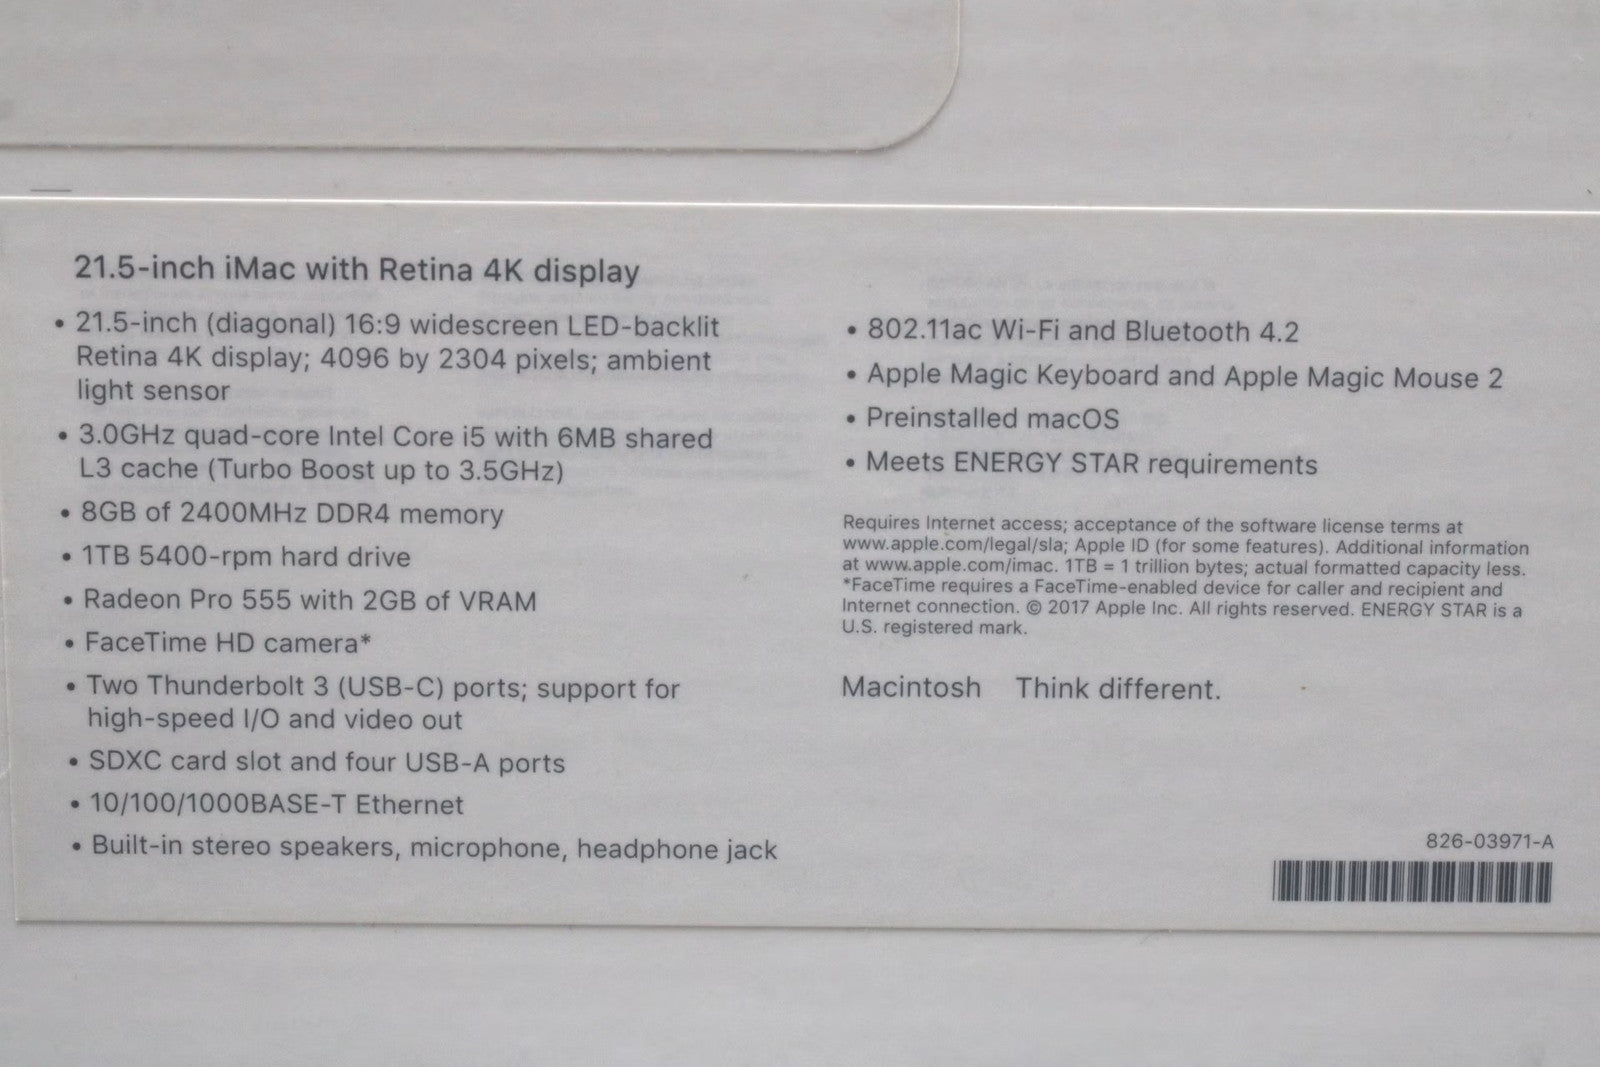 21.5-inch iMac with Retina 4K display
• 21.5-inch (diagonal) 16:9 widescreen LED-backlit
Retina 4K display; 4096 by 2304 pixels; ambient
light sensor
• 3.0GHz quad-core Intel Core i5 with 6MB shared
L3 cache (Turbo Boost up to 3.5GHz)
• 8GB of 2400MHz DDR4 memory
• 1TB 5400-rpm hard drive
• Radeon Pro 555 with 2GB of VRAM
• FaceTime HD camera*
• Two Thunderbolt 3 (USB-C) ports; support for
high-speed I/O and video out
• SDXC card slot and four USB-A ports
• 10/100/1000BASE-T Ethernet
• Built-in stereo speakers, microphone, headphone jack
• 802.11ac Wi-Fi and Bluetooth 4.2
• Apple Magic Keyboard and Apple Magic Mouse 2
• Preinstalled macOS
• Meets ENERGY STAR requirements
Requires Internet access; acceptance of the software license terms at
www.apple.com/legal/sla; Apple ID (for some features). Additional information
at www.apple.com/imac. 1TB = 1 trillion bytes; actual formatted capacity less.
*FaceTime requires a FaceTime-enabled device for caller and recipient and
Internet connection. © 2017 Apple Inc. All rights reserved. ENERGY STAR is a
U.S. registered mark.
Macintosh Think different.
826-03971-A